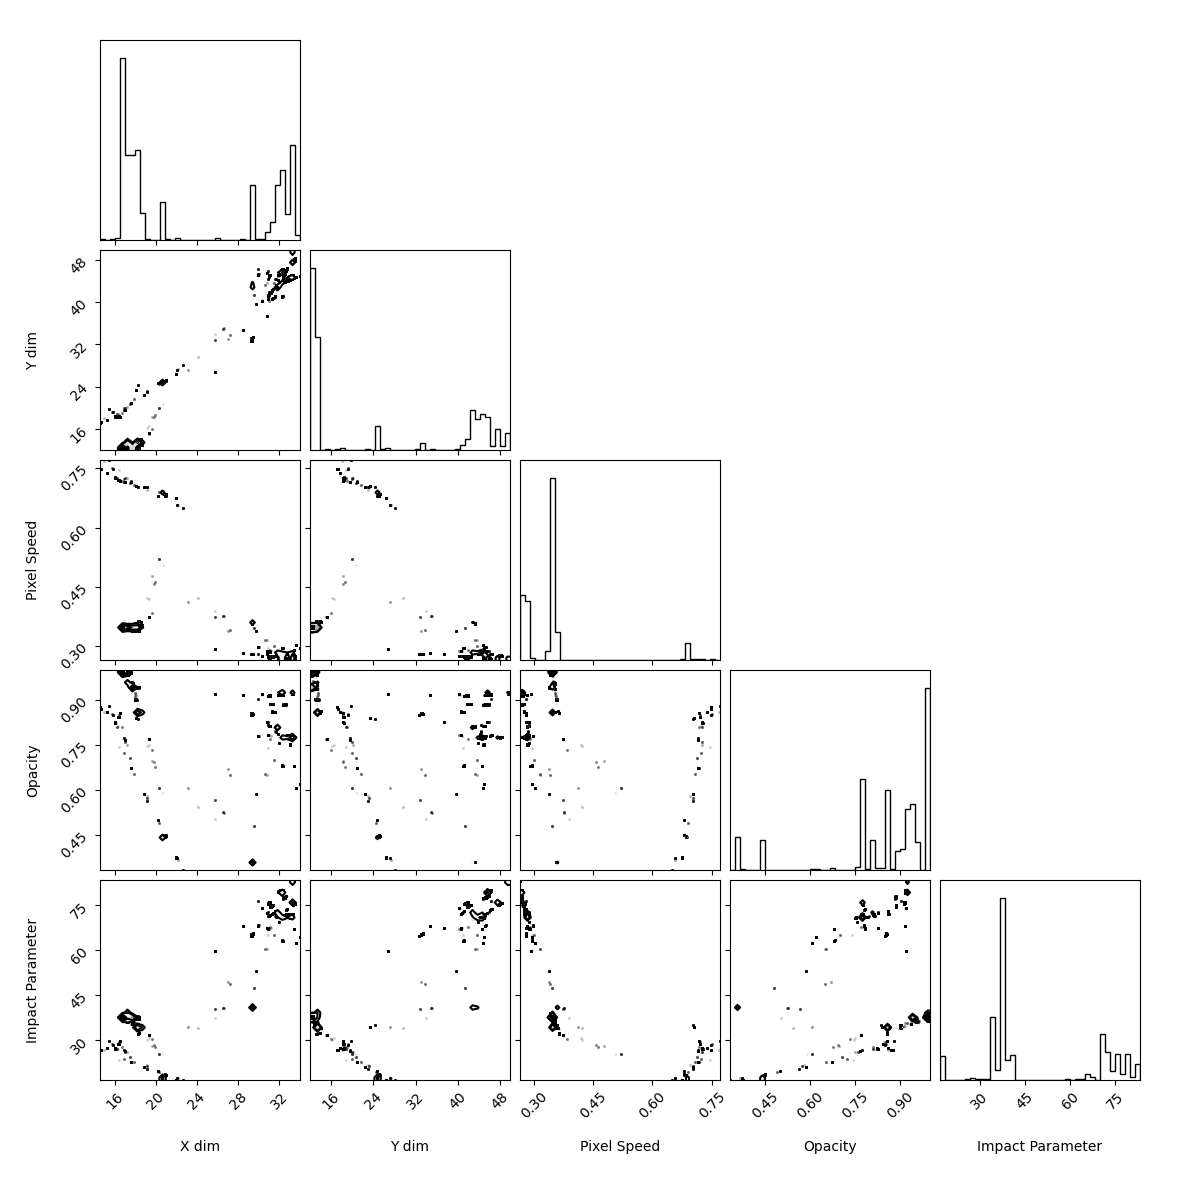 48
40
32
24
16
Y dim
0.75
0.60
0.45
0.30
Pixel Speed
0.90
0.75
0.60
0.45
Opacity
75
60
45
30
Impact Parameter
16 20 24 28 32
16 24 32 40 48
0.30 0.45 0.60 0.75
0.45 0.60 0.75 0.90
30 45 60 75
X dim
Y dim
Pixel Speed
Opacity
Impact Parameter